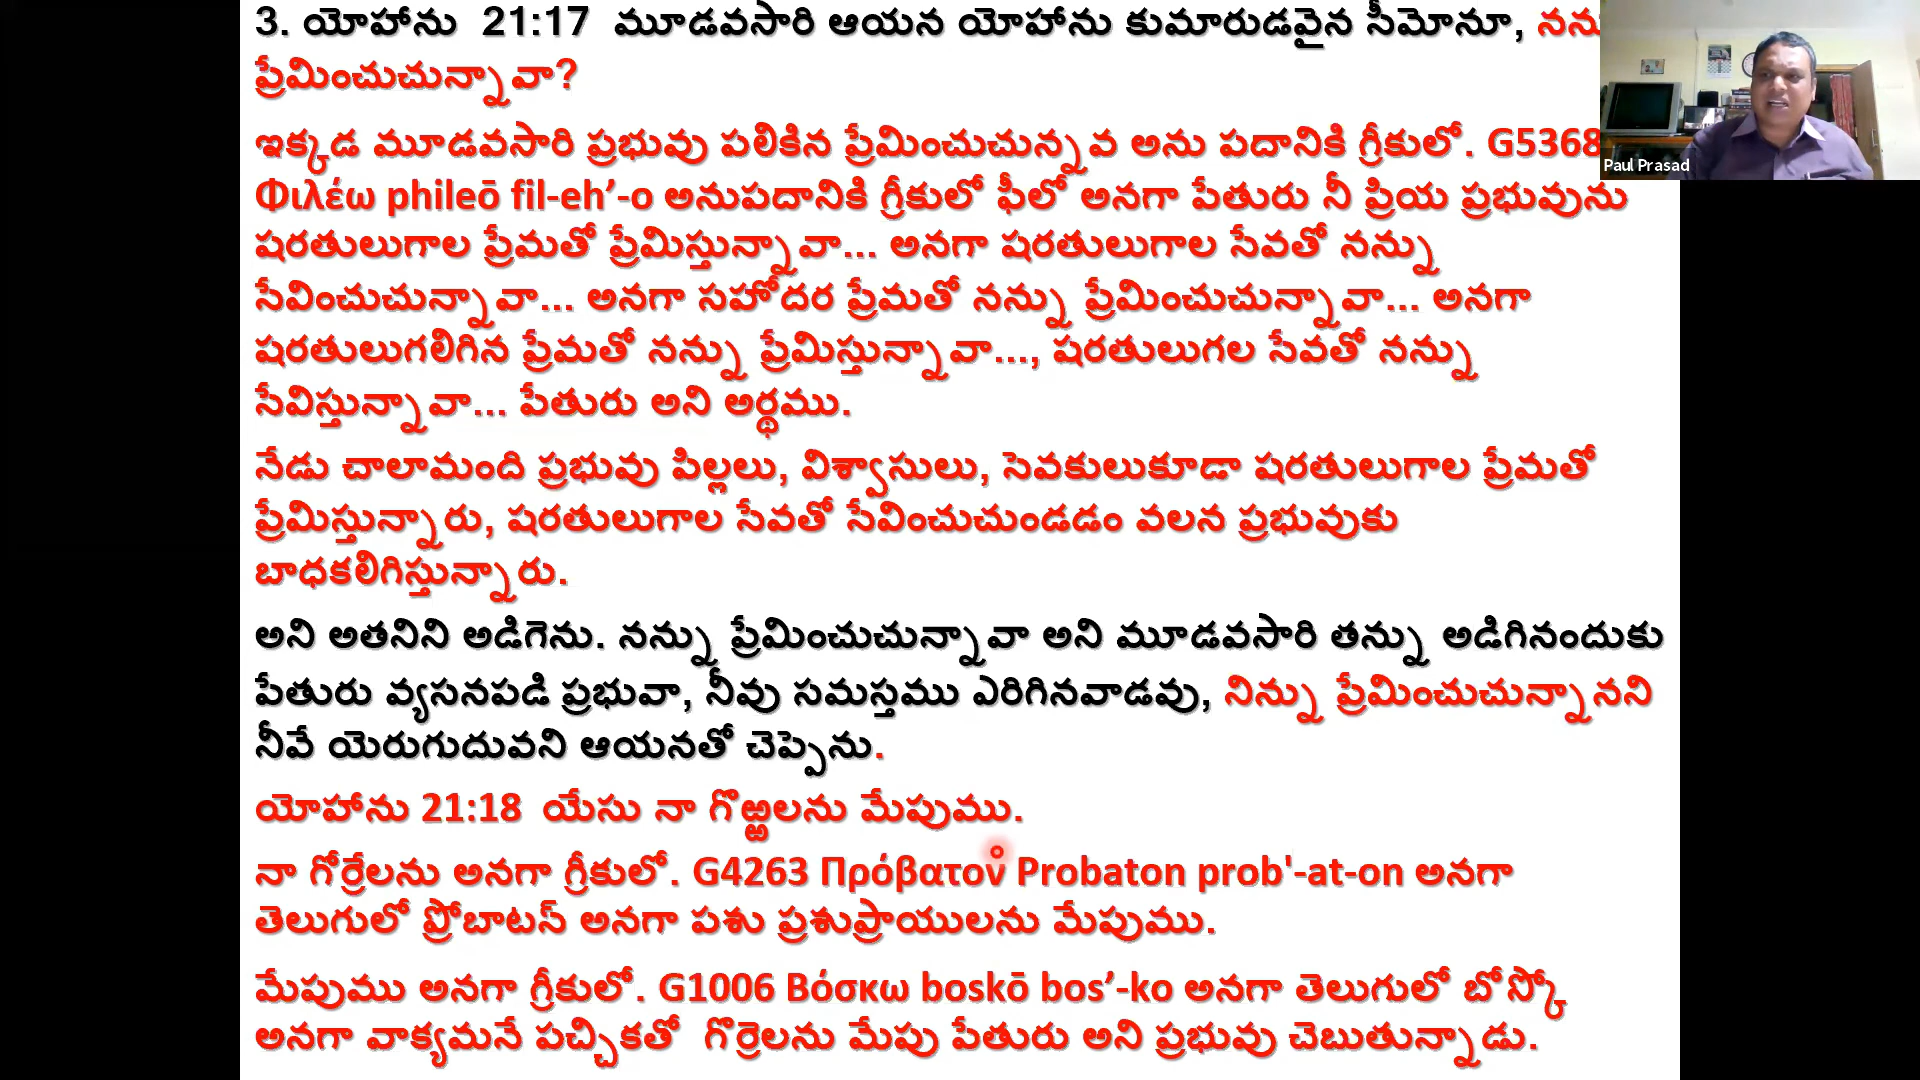 3. యోహాను 21:17 మూడవసారి ఆయన యోహాను కుమారుడవైన సీమోనూ,
ప్రేమించుచున్నావా?
ఇక్కడ మూడవసారి ప్రభువు పలికిన ప్రేమించుచున్నవ అను పదానికి గ్రీకులో. G5368
Φιλέω phileō fil-eh’-o అనుపదానికి గ్రీకులో ఫీలో అనగా పేతురు నీ ప్రియ ప్రభువును
షరతులుగాల ప్రేమతో ప్రేమిస్తున్నావా... అనగా షరతులుగాల సేవతో నన్ను
సేవించుచున్నావా... అనగా సహోదర ప్రేమతో నన్ను ప్రేమించుచున్నావా... అనగా
షరతులుగలిగిన ప్రేమతో నన్ను ప్రేమిస్తున్నావా..., షరతులుగల సేవతో నన్ను
సేవిస్తున్నావా... పేతురు అని అర్థము.
నేడు చాలామంది ప్రభువు పిల్లలు, విశ్వాసులు, సెవకులుకూడా షరతులుగాల ప్రేమతో
ప్రేమిస్తున్నారు, షరతులుగాల సేవతో సేవించుచుండడం వలన ప్రభువుకు
బాధకలిగిస్తున్నారు.
అని అతనిని అడిగెను. నన్ను ప్రేమించుచున్నావా అని మూడవసారి తన్ను అడిగినందుకు
పేతురు వ్యసనపడి ప్రభువా, నీవు సమస్తము ఎరిగినవాడవు, నిన్ను ప్రేమించుచున్నానని
నీవే యెరుగుదువని ఆయనతో చెప్పెను.
యోహాను 21:18 యేసు నా గొఱ్ఱలను మేపుము.
నా గోర్రేలను అనగా గ్రీకులో. G4263 Πρόβατον Probaton prob'-at-on అనగా
తెలుగులో ప్రోబాటస్ అనగా పశు ప్రశుప్రాయులను మేపుము.
మేపుము అనగా గ్రీకులో. G1006 Βόσκω boskō bos’-ko అనగా తెలుగులో బోస్కో
అనగా వాక్యమనే పచ్చికతో గొర్రెలను మేపు పేతురు అని ప్రభువు చెబుతున్నాడు.
Paul Prasad